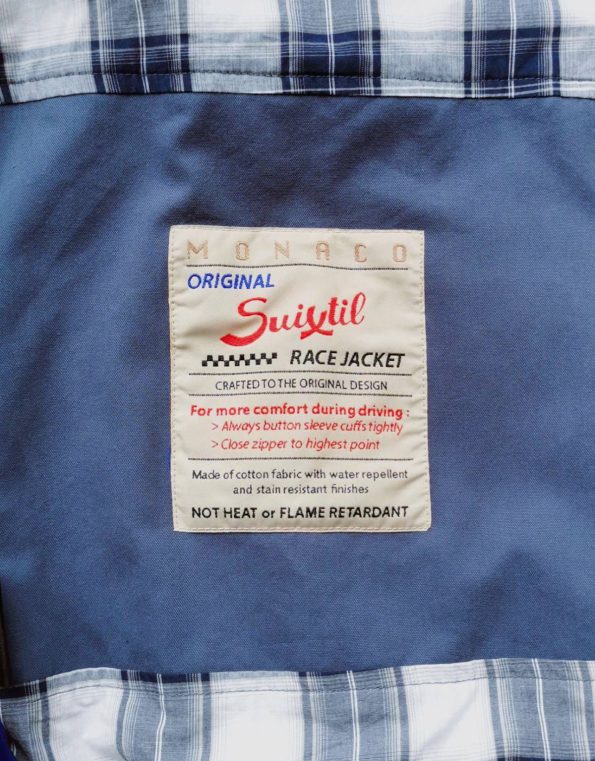 MONACO
ORIGINAL
Suixtil
RACE JACKET
CRAFTED TO THE ORIGINAL DESIGN
For more comfort during driving :
> Always button sleeve cuffs tightly
> Close zipper to highest point
Made of cotton fabric with water repellent
and stain resistant finishes
NOT HEAT or FLAME RETARDANT